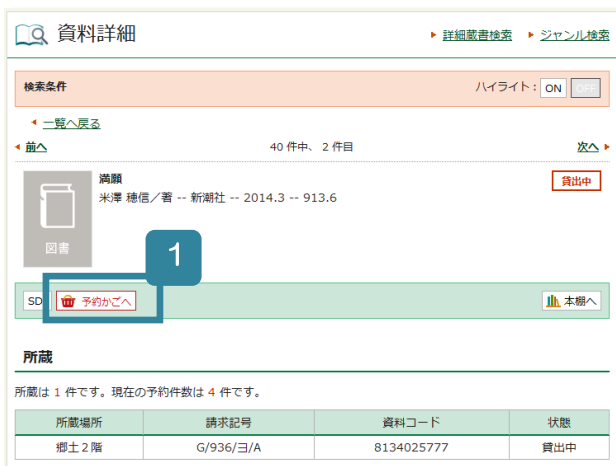 資料詳細
詳細蔵書検索 ジャンル検索
検索条件 ハイライト： ON OFF
一覧へ戻る
前へ 40 件中、 2 件目 次へ
満願 貸出中
米澤 穂信／著 -- 新潮社 -- 2014.3 -- 913.6
図書
1
SD 予約かごへ 本棚へ
所蔵
所蔵は 1 件です。現在の予約件数は 4 件です。
所蔵場所 請求記号 資料コード 状態
郷土２階 G/936/ヨ/A 8134025777 貸出中